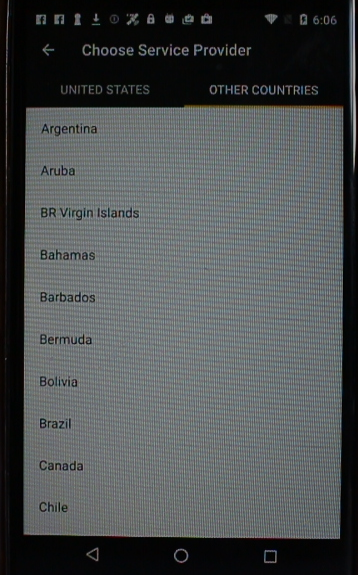 6:06
Choose Service Provider
UNITED STATES
OTHER COUNTRIES
Argentina
Aruba
BR Virgin Islands
Bahamas
Barbados
Bermuda
Bolivia
Brazil
Canada
Chile